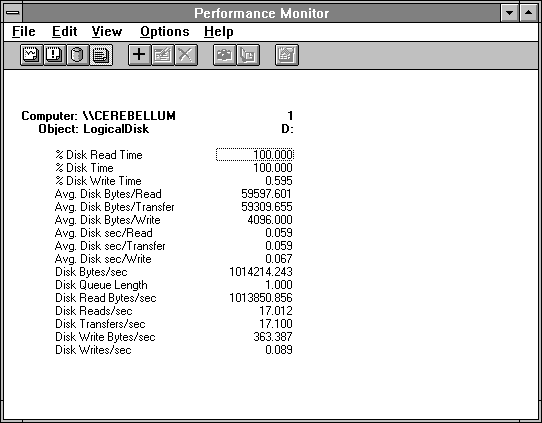 Performance Monitor
File Edit View Options Help
Computer: \\CEREBELLUM 1
Object: LogicalDisk D:
% Disk Read Time 100.000
% Disk Time 100.000
% Disk Write Time 0.595
Avg. Disk Bytes/Read 59597.601
Avg. Disk Bytes/Transfer 59309.655
Avg. Disk Bytes/Write 4096.000
Avg. Disk sec/Read 0.059
Avg. Disk sec/Transfer 0.059
Avg. Disk sec/Write 0.067
Disk Bytes/sec 1014214.243
Disk Queue Length 1.000
Disk Read Bytes/sec 1013850.856
Disk Reads/sec 17.012
Disk Transfers/sec 17.100
Disk Write Bytes/sec 363.387
Disk Writes/sec 0.089